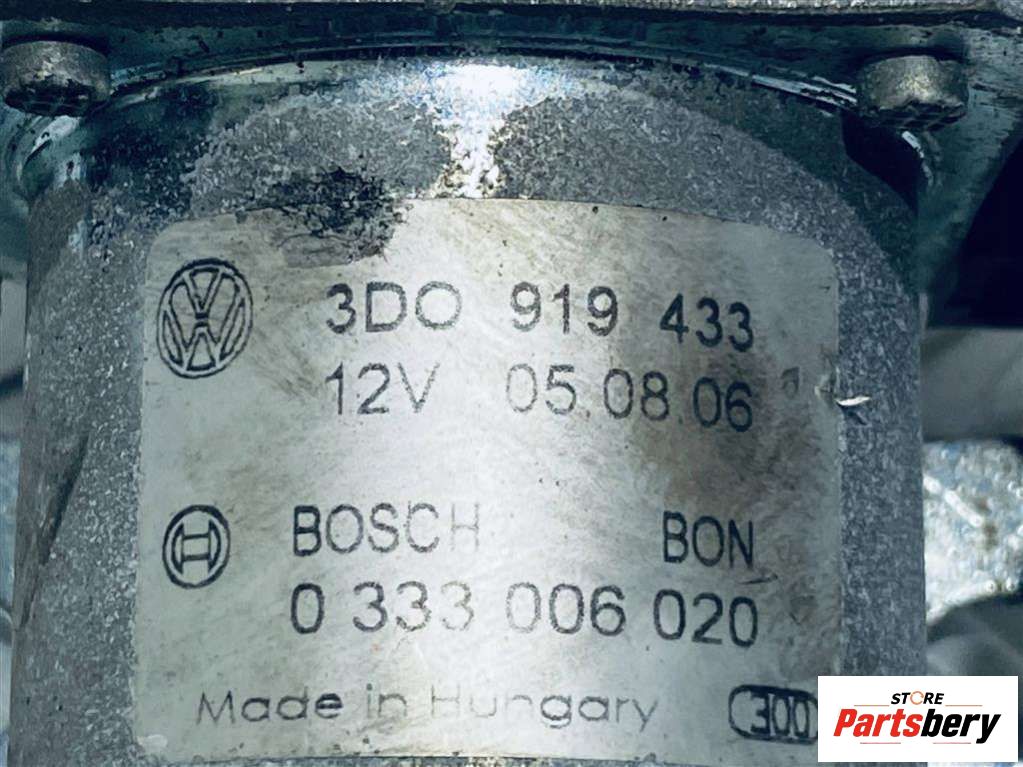 3D0 919 433
12V 05.08.06
BOSCH BON
0 333 006 020
Made in Hungary
300
STORE
Partsbery